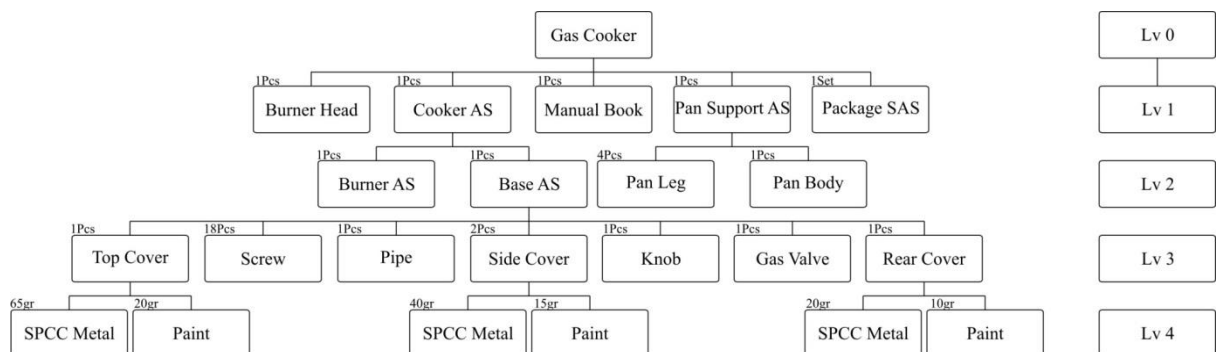 Gas Cooker
Lv 0
1Pcs
1Pcs
1Pcs
1Pcs
1Set
Burner Head
Cooker AS
Manual Book
Pan Support AS
Package SAS
Lv 1
1Pcs
1Pcs
4Pcs
1Pcs
Burner AS
Base AS
Pan Leg
Pan Body
Lv 2
1Pcs
18Pcs
1Pcs
2Pcs
1Pcs
1Pcs
1Pcs
Top Cover
Screw
Pipe
Side Cover
Knob
Gas Valve
Rear Cover
Lv 3
65gr
20gr
40gr
15gr
20gr
10gr
SPCC Metal
Paint
SPCC Metal
Paint
SPCC Metal
Paint
Lv 4